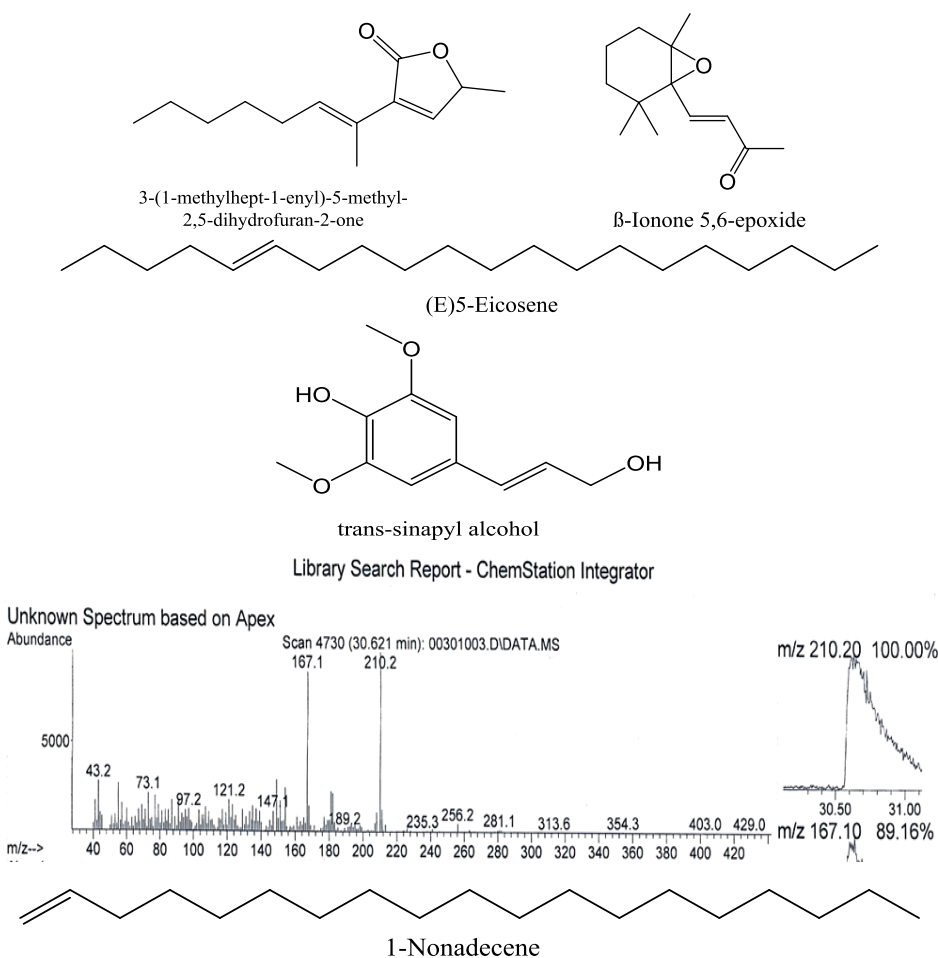 O
O
O
O
3-(1-methylhept-1-enyl)-5-methyl-
2,5-dihydrofuran-2-one
ß-Ionone 5,6-epoxide
(E)5-Eicosene
O
HO
O
OH
trans-sinapyl alcohol
Library Search Report - ChemStation Integrator
Unknown Spectrum based on Apex
Abundance
Scan 4730 (30.621 min): 00301003.D\DATA.MS
167.1 210.2
m/z 210.20 100.00%
5000
43.2
73.1
97.2
121.2
147.1
189.2
235.3
256.2
281.1
313.6
354.3
403.0
429.0
30.50 31.00
m/z 167.10 89.16%
m/z-->
40 60 80 100 120 140 160 180 200 220 240 260 280 300 320 340 360 380 400 420
1-Nonadecene